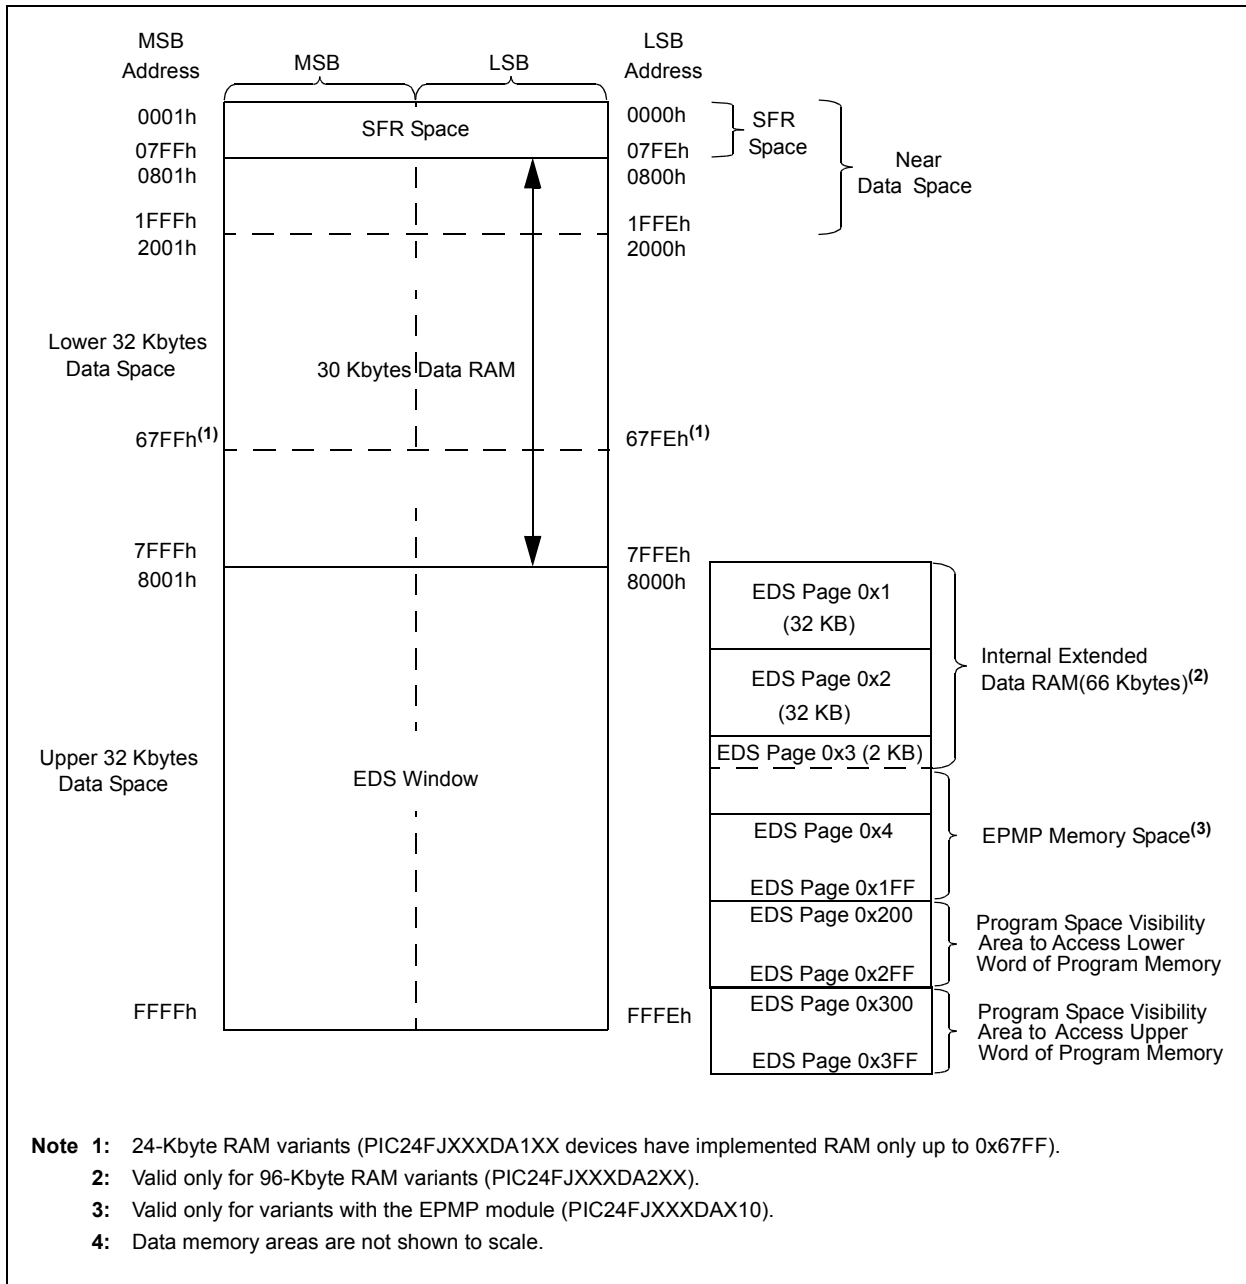 MSB
Address
MSB
LSB
LSB
Address
0001h
SFR Space
0000h
SFR
Space
07FFh
07FEh
0801h
0800h
Near
Data Space
1FFFh
1FFEh
2001h
2000h
Lower 32 Kbytes
Data Space
30 Kbytes Data RAM
67FFh(1)
67FEh(1)
7FFFh
7FFEh
8001h
8000h
EDS Page 0x1
(32 KB)
EDS Page 0x2
(32 KB)
EDS Page 0x3 (2 KB)
Internal Extended
Data RAM(66 Kbytes)(2)
Upper 32 Kbytes
Data Space
EDS Window
EDS Page 0x4
EDS Page 0x1FF
EPMP Memory Space(3)
EDS Page 0x200
EDS Page 0x2FF
Program Space Visibility
Area to Access Lower
Word of Program Memory
FFFFh
FFFEh
EDS Page 0x300
EDS Page 0x3FF
Program Space Visibility
Area to Access Upper
Word of Program Memory
Note 1: 24-Kbyte RAM variants (PIC24FJXXXDA1XX devices have implemented RAM only up to 0x67FF).
2: Valid only for 96-Kbyte RAM variants (PIC24FJXXXDA2XX).
3: Valid only for variants with the EPMP module (PIC24FJXXXDAX10).
4: Data memory areas are not shown to scale.